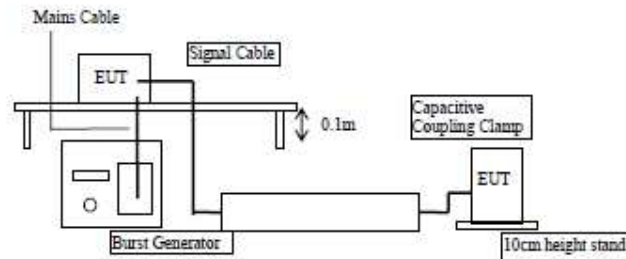 Mains Cable
Signal Cable
EUT
0.1m
Capacitive
Coupling Clamp
EUT
Burst Generator
10cm height stand